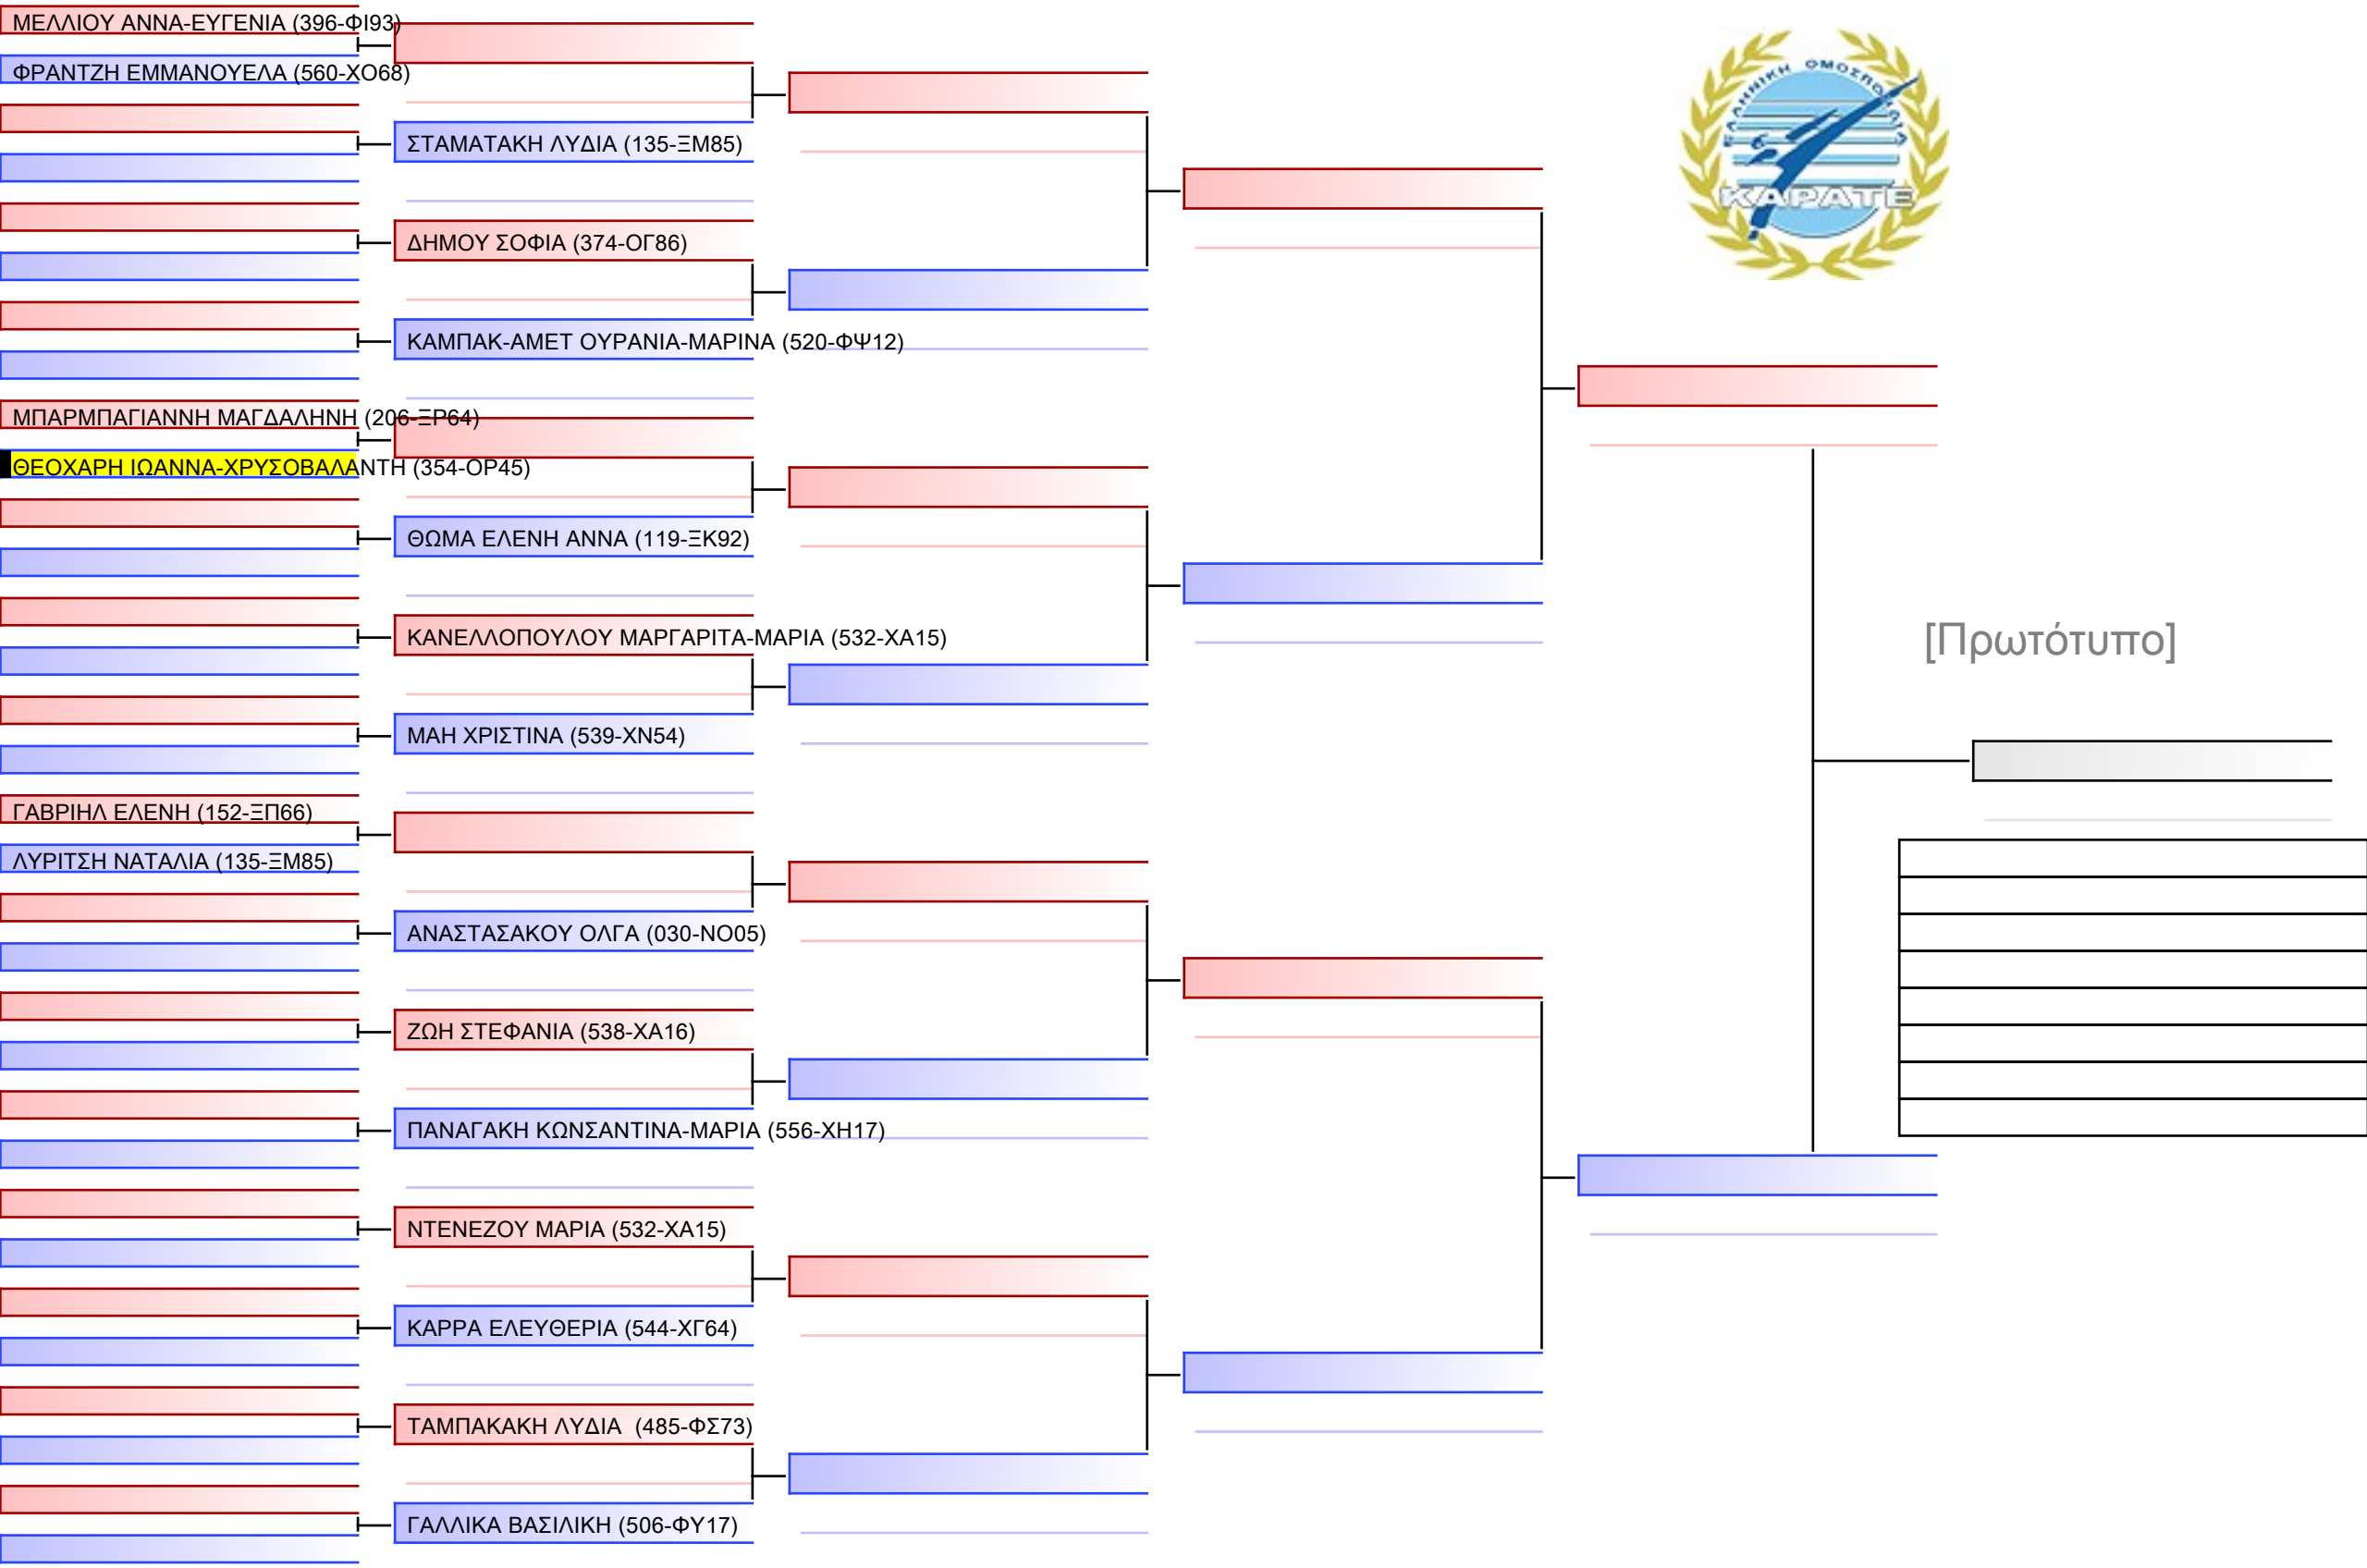 ΜΕΛΛΙΟΥ ΑΝΝΑ-ΕΥΓΕΝΙΑ (396-ΦΙ93)
ΦΡΑΝΤΖΗ ΕΜΜΑΝΟΥΕΛΑ (560-ΧΟ68)
ΕΛΛΗΝΙΚΗ ΟΜΟΣΠΟΝΔΙΑ
ΚΑΡΑΤΕ
ΣΤΑΜΑΤΑΚΗ ΛΥΔΙΑ (135-ΞΜ85)
ΔΗΜΟΥ ΣΟΦΙΑ (374-ΟΓ86)
ΚΑΜΠΑΚ-ΑΜΕΤ ΟΥΡΑΝΙΑ-ΜΑΡΙΝΑ (520-ΦΨ12)
ΜΠΑΡΜΠΑΓΙΑΝΝΗ ΜΑΓΔΑΛΗΝΗ (206-ΞΡ64)
ΘΕΟΧΑΡΗ ΙΩΑΝΝΑ-ΧΡΥΣΟΒΑΛΑΝΤΗ (354-ΟΡ45)
ΘΩΜΑ ΕΛΕΝΗ ΑΝΝΑ (119-ΞΚ92)
ΚΑΝΕΛΛΟΠΟΥΛΟΥ ΜΑΡΓΑΡΙΤΑ-ΜΑΡΙΑ (532-ΧΑ15)
[Πρωτότυπο]
ΜΑΗ ΧΡΙΣΤΙΝΑ (539-ΧΝ54)
ΓΑΒΡΙΗΛ ΕΛΕΝΗ (152-ΞΠ66)
ΛΥΡΙΤΣΗ ΝΑΤΑΛΙΑ (135-ΞΜ85)
ΑΝΑΣΤΑΣΑΚΟΥ ΟΛΓΑ (030-ΝΟ05)
ΖΩΗ ΣΤΕΦΑΝΙΑ (538-ΧΑ16)
ΠΑΝΑΓΑΚΗ ΚΩΝΣΑΝΤΙΝΑ-ΜΑΡΙΑ (556-ΧΗ17)
ΝΤΕΝΕΖΟΥ ΜΑΡΙΑ (532-ΧΑ15)
ΚΑΡΡΑ ΕΛΕΥΘΕΡΙΑ (544-ΧΓ64)
ΤΑΜΠΑΚΑΚΗ ΛΥΔΙΑ  (485-ΦΣ73)
ΓΑΛΛΙΚΑ ΒΑΣΙΛΙΚΗ (506-ΦΥ17)